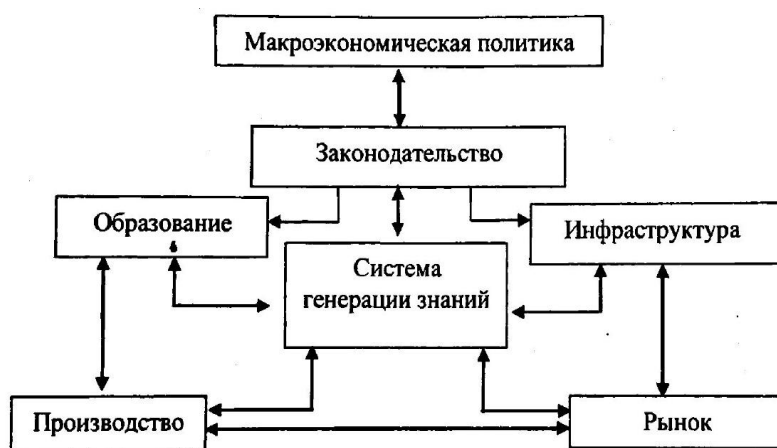 Макроэкономическая политика
Законодательство
Образование
Инфраструктура
Система
генерации знаний
Производство
Рынок